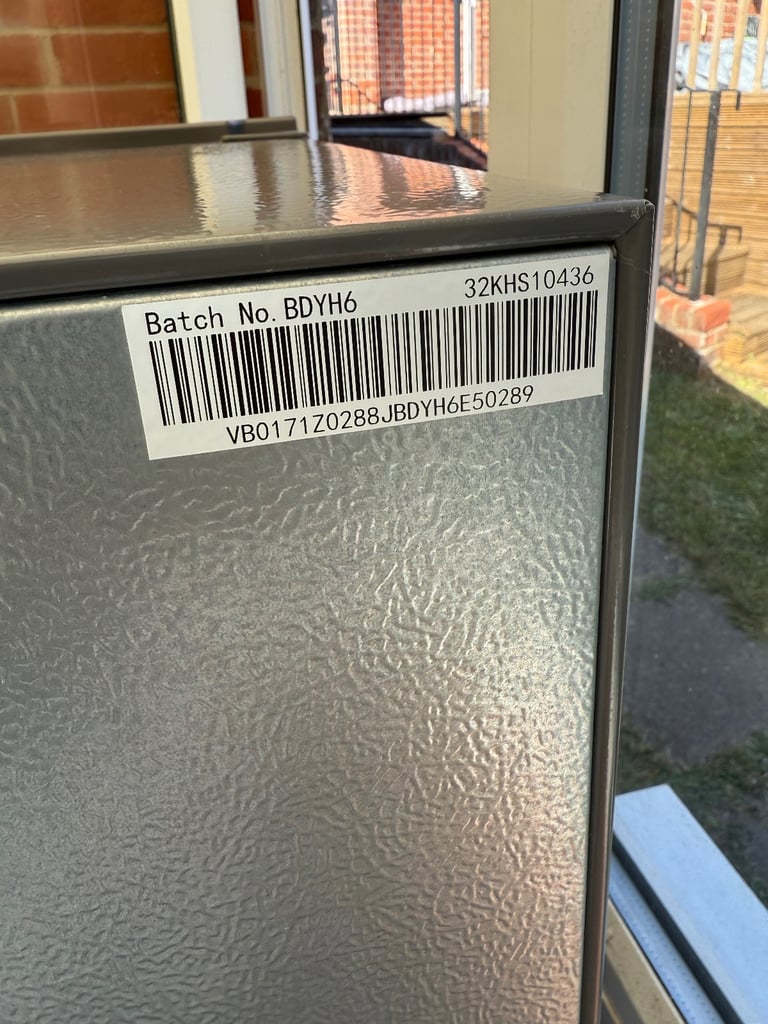 Batch No. BDYH6 32KHS10436
VB0171Z0288JBDYH6E50289